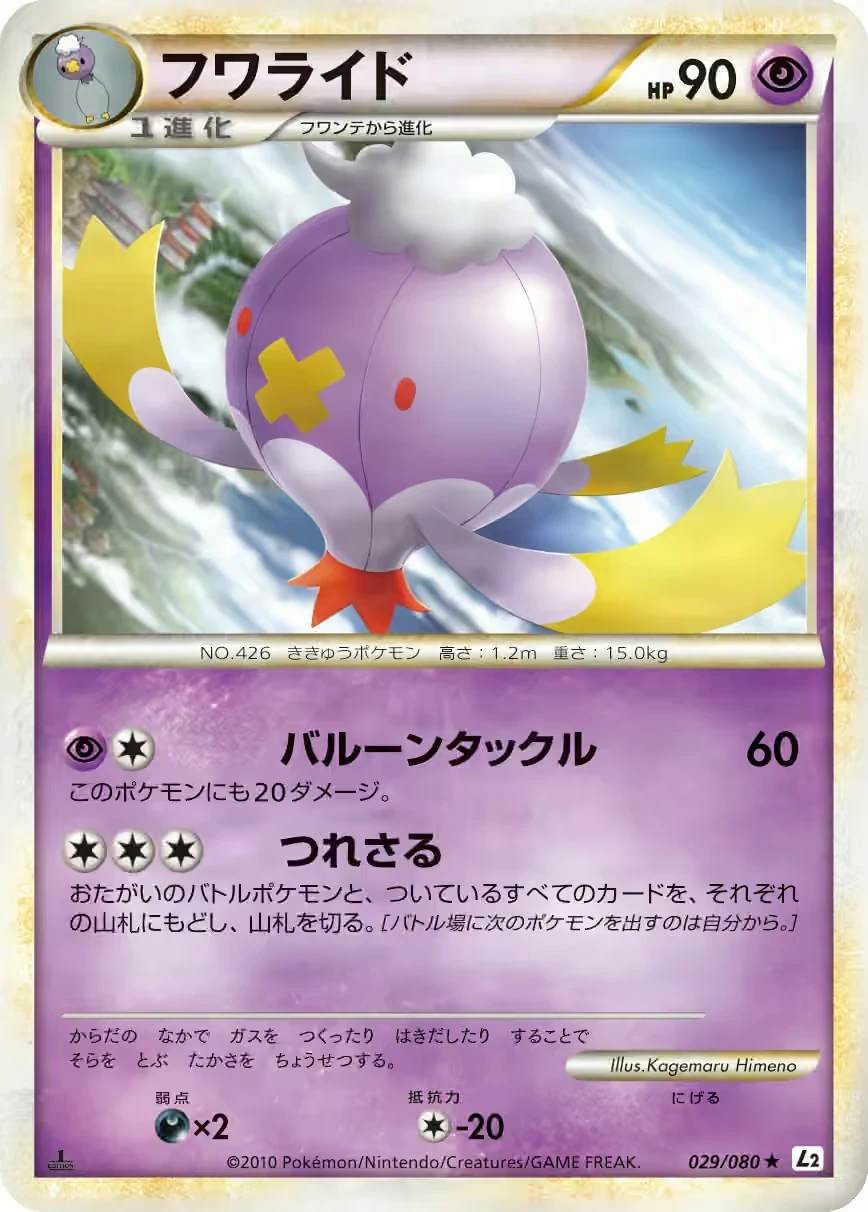 フワライド HP90
1進化 フワンテから進化
NO.426 ききゅうポケモン 高さ:1.2m 重さ:15.0kg
バルーンタックル 60
このポケモンにも20ダメージ。
つれさる
おたがいのバトルポケモンと、ついているすべてのカードを、それぞれ
の山札にもどし、山札を切る。[バトル場に次のポケモンを出すのは自分から。]
からだの なかで ガスを つくったり はきだしたり することで
そらを とぶ たかさを ちょうせつする。
Illus.Kagemaru Himeno
弱点 抵抗力 にげる
×2 -20
1 EDITION ©2010 Pokémon/Nintendo/Creatures/GAME FREAK. 029/080 ★ L2